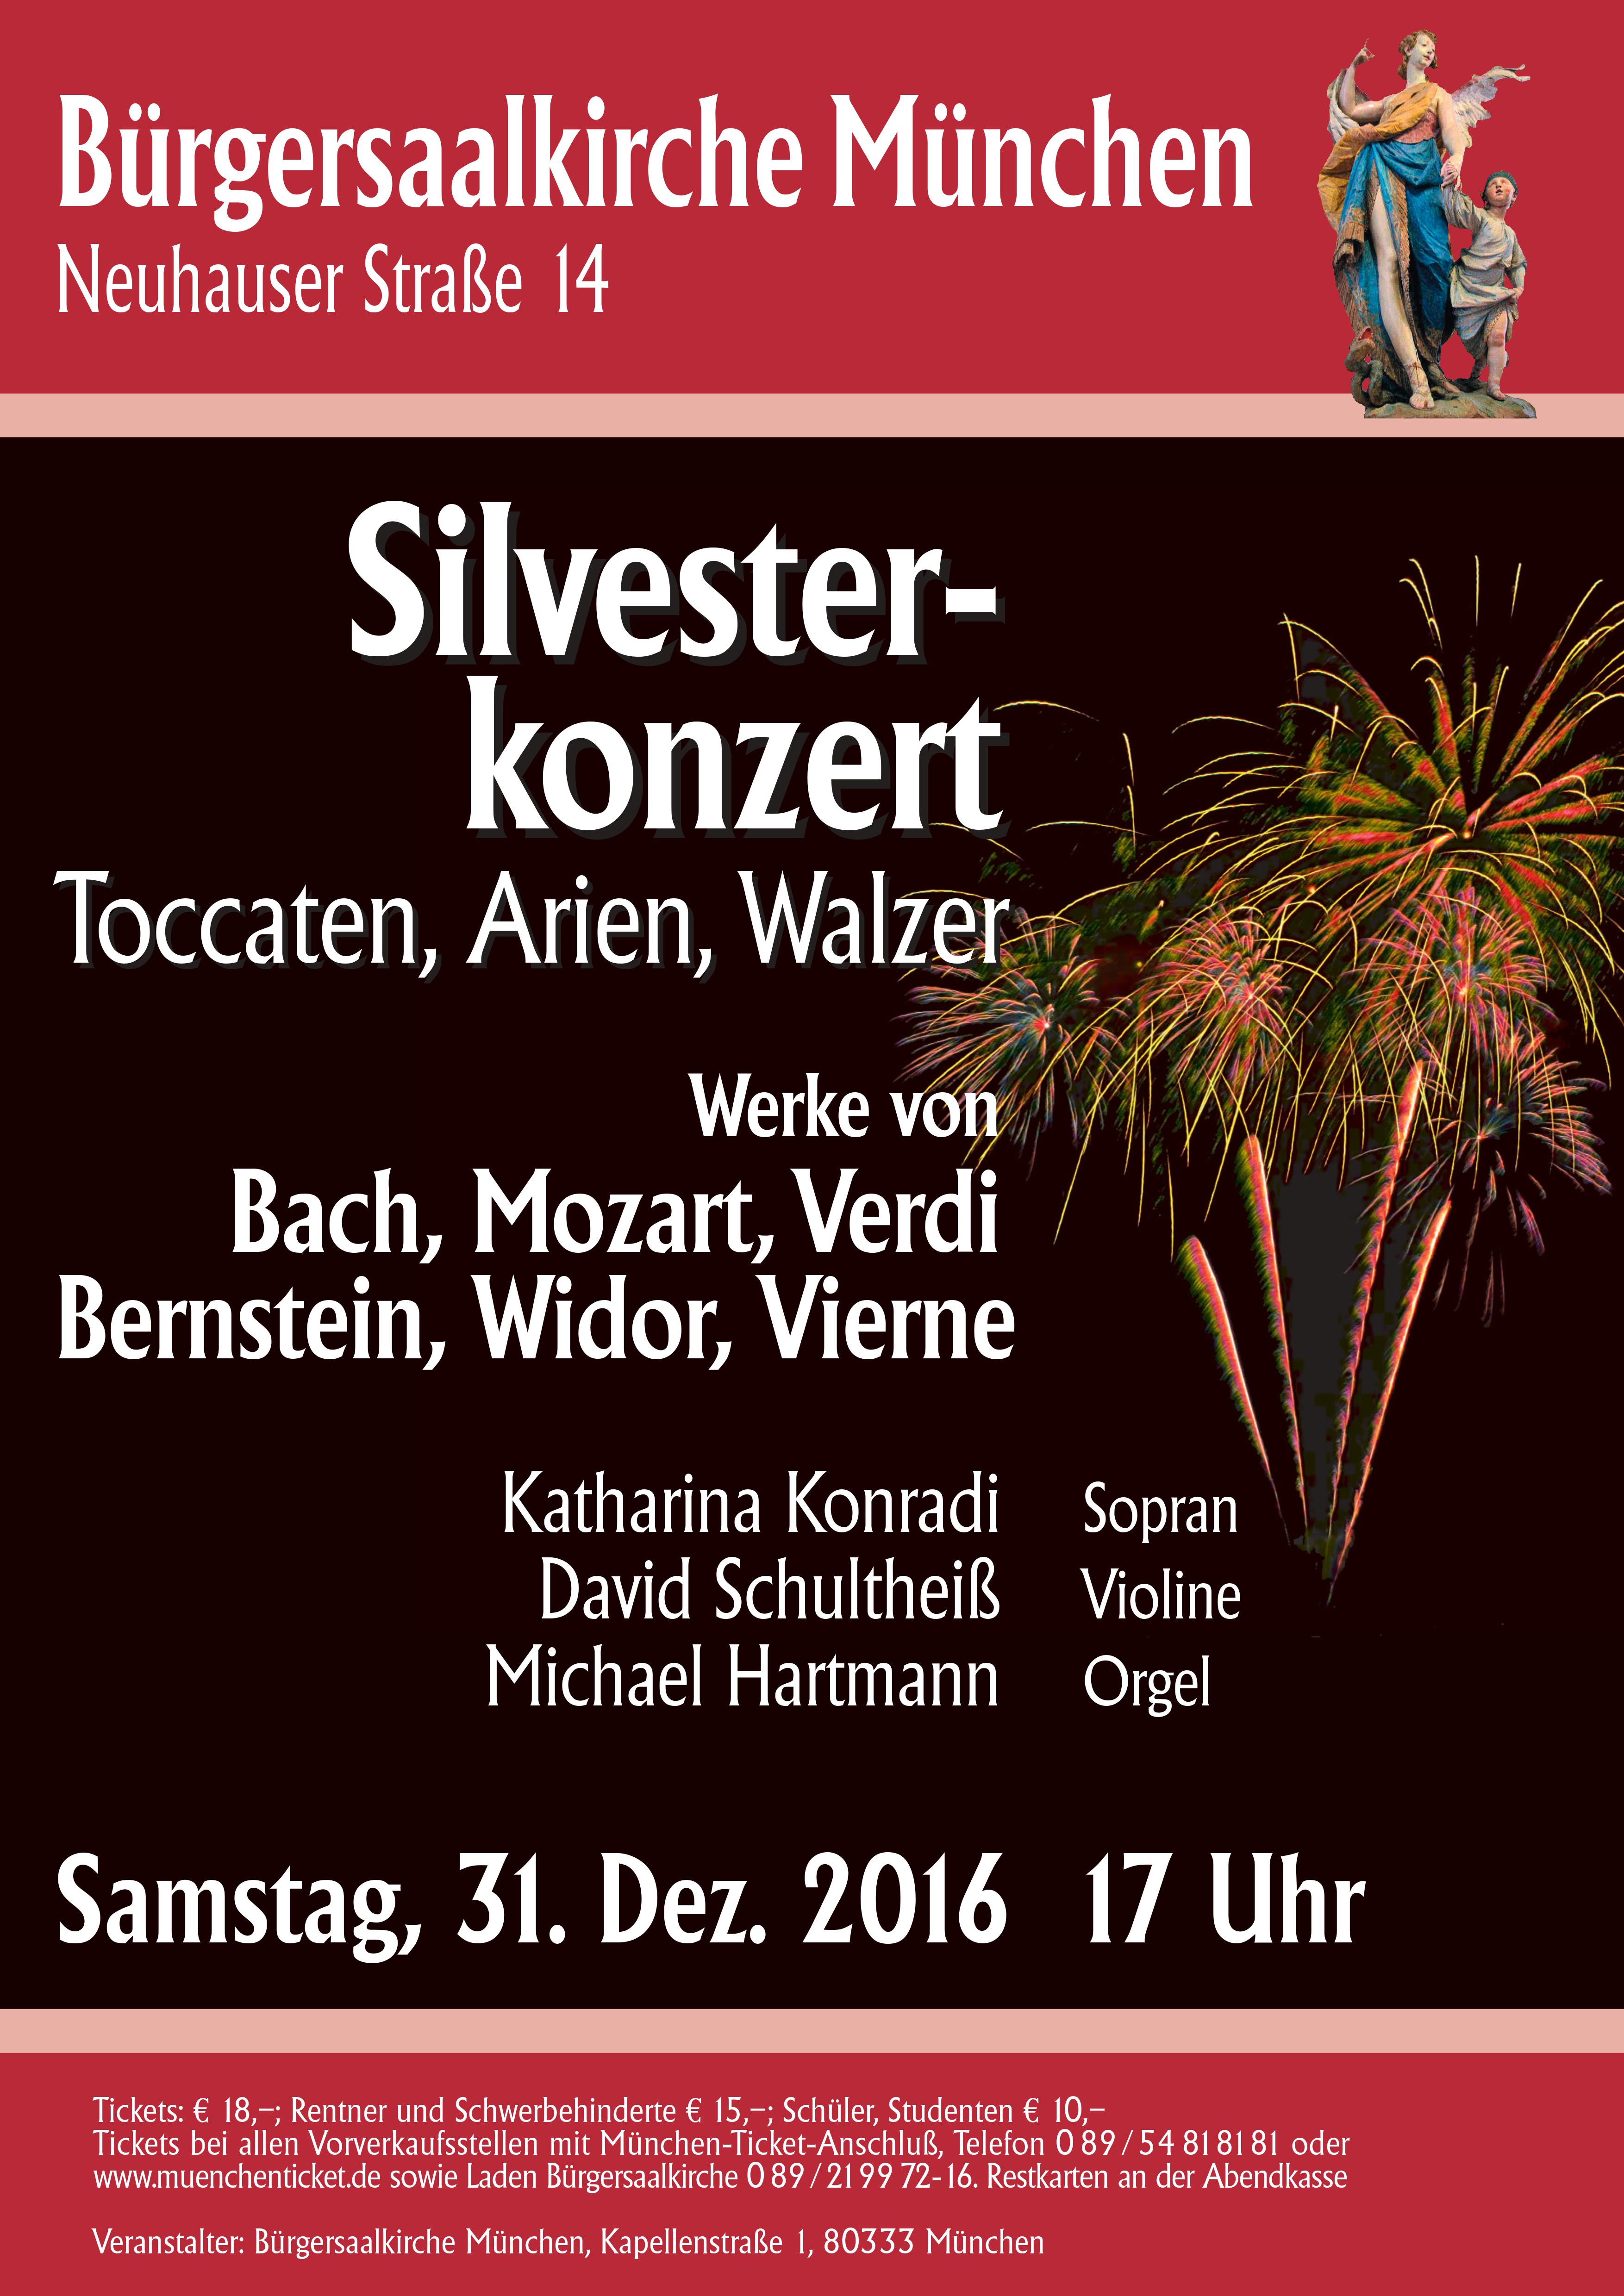 Bürgersaalkirche München
Neuhauser Straße 14
Silvester-
konzert
Toccaten, Arien, Walzer
Werke von
Bach, Mozart, Verdi
Bernstein, Widor, Vierne
Katharina Konradi Sopran
David Schultheiß Violine
Michael Hartmann Orgel
Samstag, 31. Dez. 2016 17 Uhr
Tickets: € 18,–; Rentner und Schwerbehinderte € 15,–; Schüler, Studenten € 10,–
Tickets bei allen Vorverkaufsstellen mit München-Ticket-Anschluß, Telefon 0 89 / 54 81 81 81 oder
www.muenchenticket.de sowie Laden Bürgersaalkirche 0 89 / 21 99 72-16. Restkarten an der Abendkasse
Veranstalter: Bürgersaalkirche München, Kapellenstraße 1, 80333 München